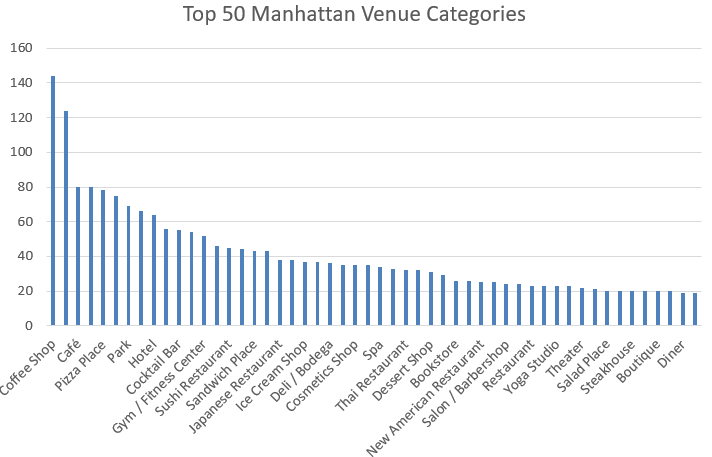 Top 50 Manhattan Venue Categories
160
140
120
100
80
60
40
20
0
Coffee Shop
Café
Pizza Place
Park
Hotel
Cocktail Bar
Gym / Fitness Center
Sushi Restaurant
Sandwich Place
Japanese Restaurant
Ice Cream Shop
Deli / Bodega
Cosmetics Shop
Spa
Thai Restaurant
Dessert Shop
Bookstore
New American Restaurant
Salon / Barbershop
Restaurant
Yoga Studio
Theater
Salad Place
Steakhouse
Boutique
Diner